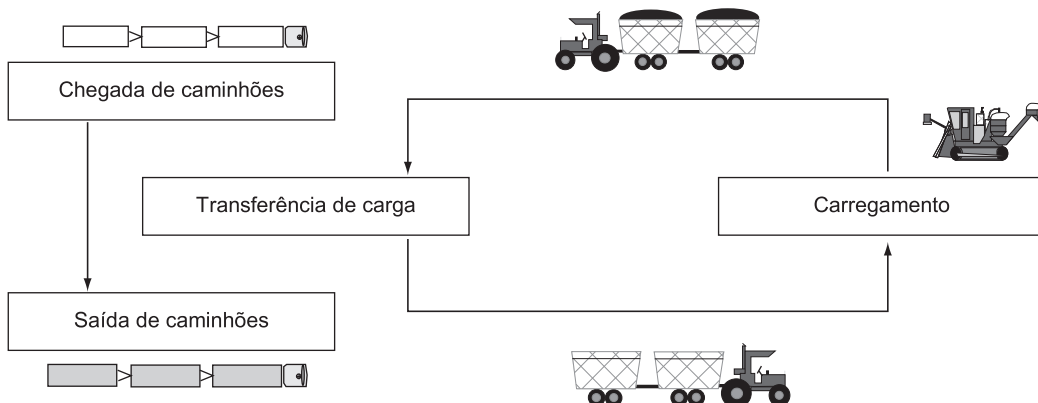 Chegada de caminhões
Transferência de carga
Carregamento
Saída de caminhões